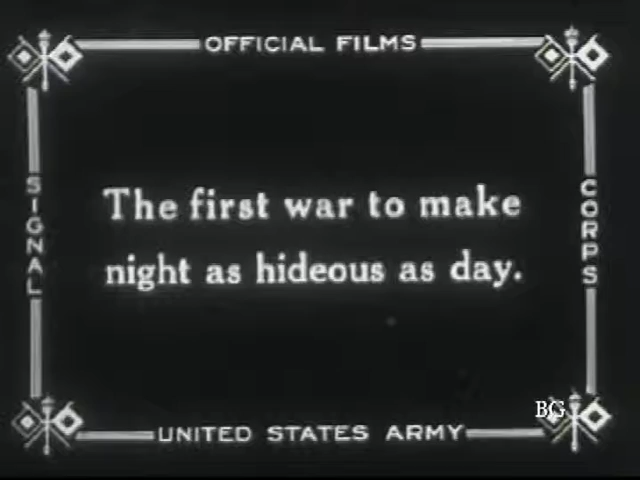 OFFICIAL FILMS
SIGNAL
CORPS
The first war to make
night as hideous as day.
BG
UNITED STATES ARMY